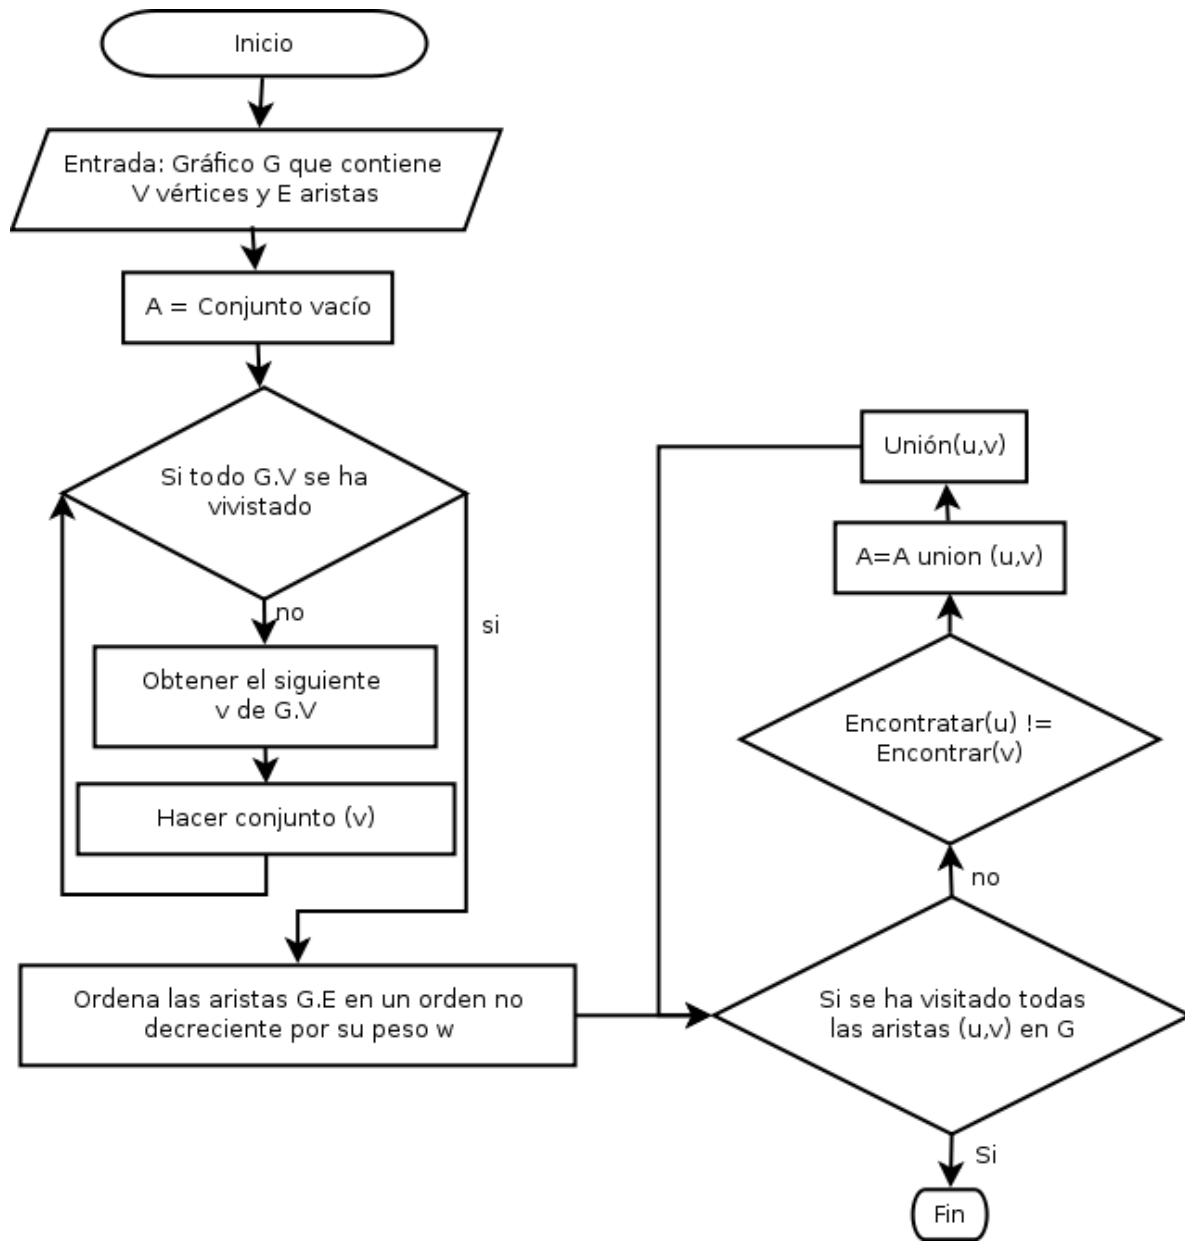 Inicio
Entrada: Gráfico G que contiene
V vértices y E aristas
A = Conjunto vacío
Si todo G.V se ha
vivistado
no
si
Obtener el siguiente
v de G.V
Hacer conjunto (v)
Ordena las aristas G.E en un orden no
decreciente por su peso w
Unión(u,v)
A=A union (u,v)
Encontratar(u) !=
Encontrar(v)
no
Si se ha visitado todas
las aristas (u,v) en G
Si
Fin